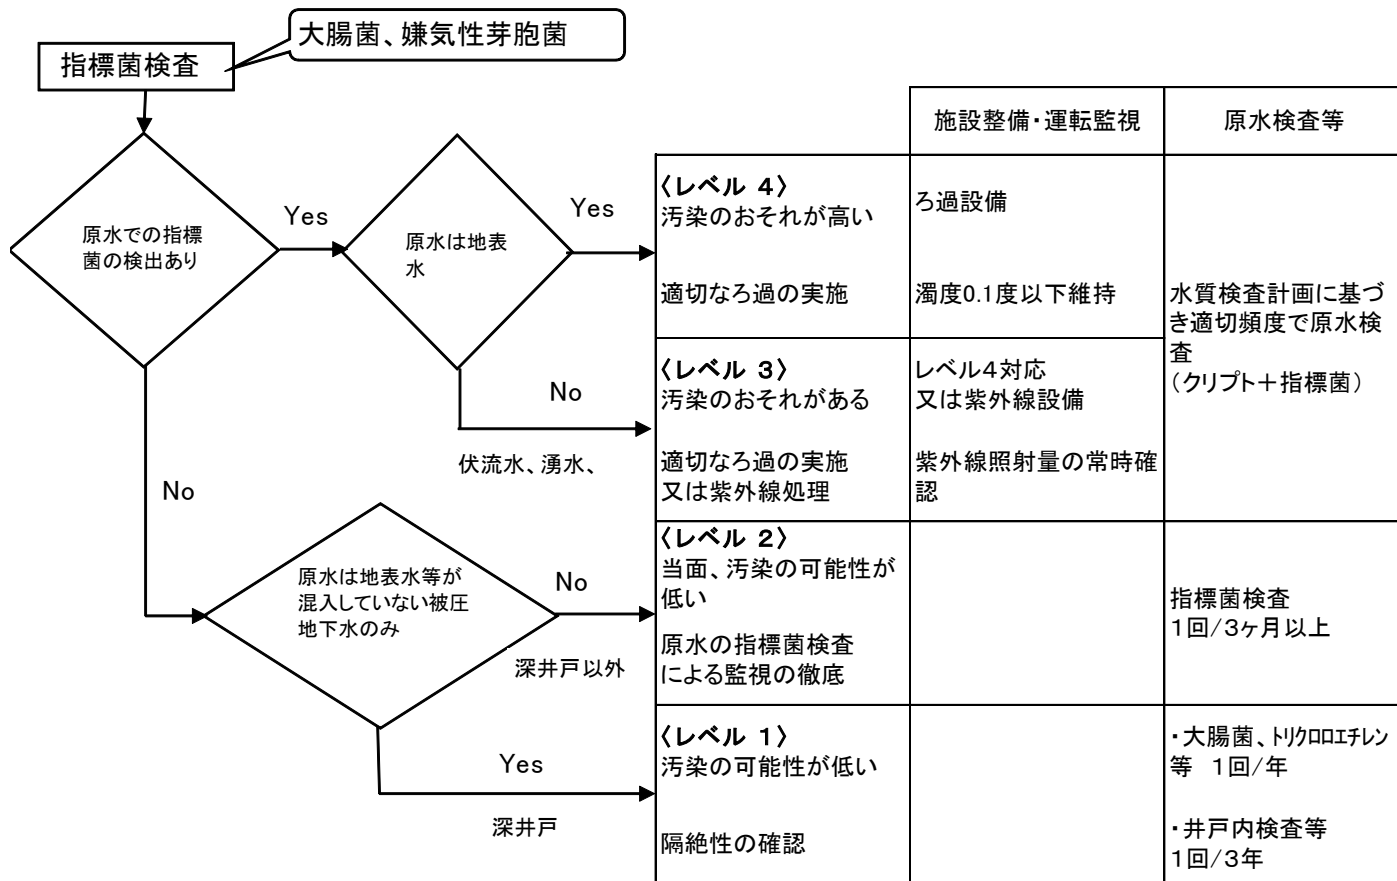 大腸菌、嫌気性芽胞菌
指標菌検査
施設整備・運転監視
原水検査等
原水での指標
菌の検出あり
Yes
原水は地表
水
Yes
〈レベル 4〉
汚染のおそれが高い
適切なろ過の実施
ろ過設備
濁度0.1度以下維持
水質検査計画に基づ
き適切頻度で原水検
査
（クリプト＋指標菌）
No
伏流水、湧水、
〈レベル 3〉
汚染のおそれがある
適切なろ過の実施
又は紫外線処理
レベル4対応
又は紫外線設備
紫外線照射量の常時確
認
No
原水は地表水等が
混入していない被圧
地下水のみ
No
深井戸以外
〈レベル 2〉
当面、汚染の可能性が
低い
原水の指標菌検査
による監視の徹底
指標菌検査
1回/3ヶ月以上
Yes
深井戸
〈レベル 1〉
汚染の可能性が低い
隔絶性の確認
・大腸菌、トリクロロエチレン
等 1回/年
・井戸内検査等
1回/3年